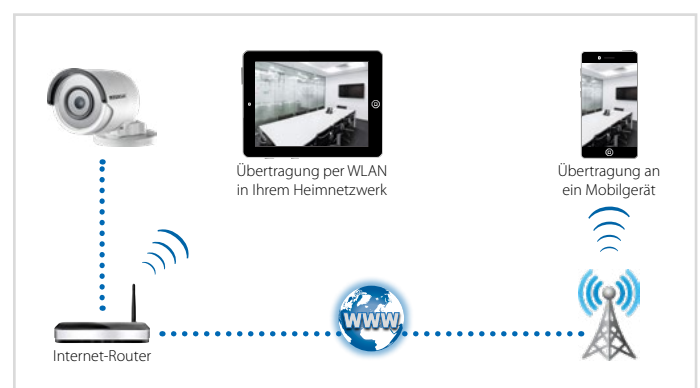 Übertragung per WLAN
in Ihrem Heimnetzwerk
Übertragung an
ein Mobilgerät
WWW
Internet-Router